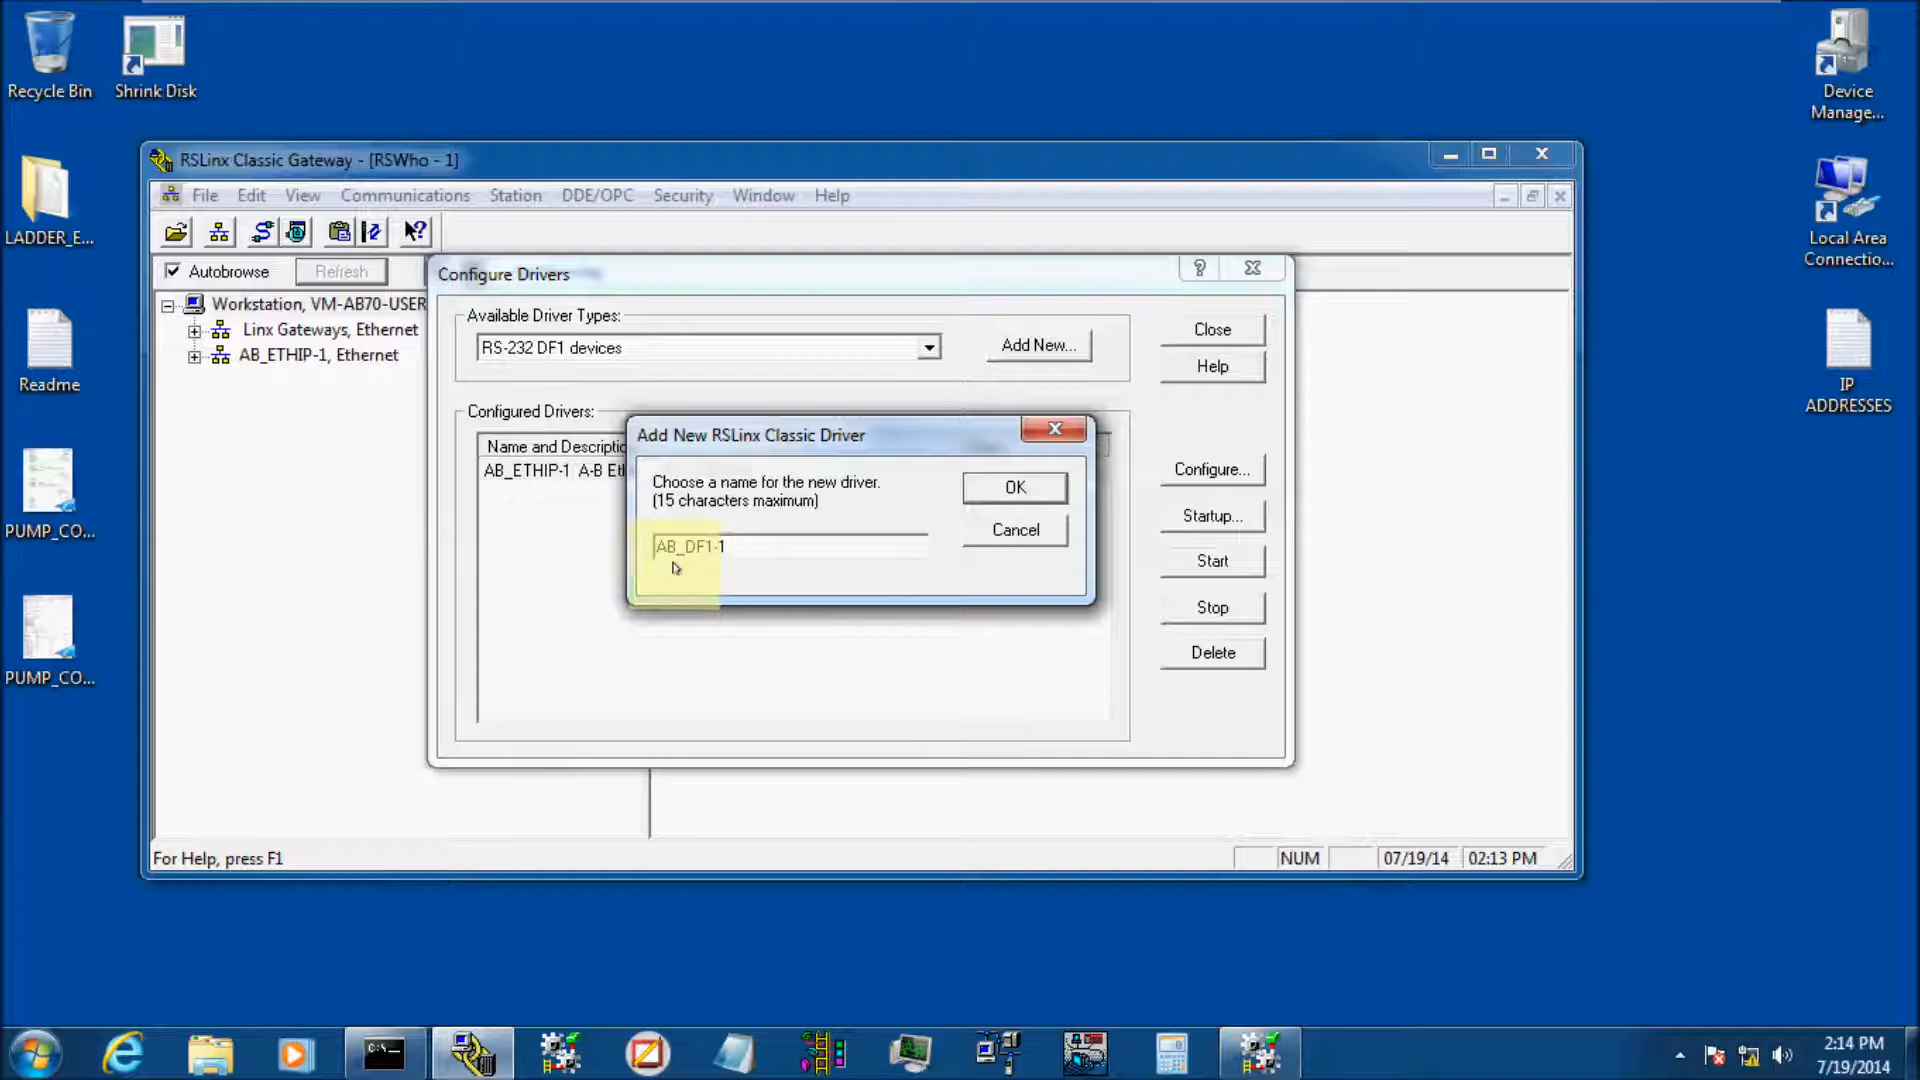 Recycle Bin
Shrink Disk
Device
Manage...
RSLinx Classic Gateway - [RSWho - 1]
File Edit View Communications Station DDE/OPC Security Window Help
LADDER_E...
Local Area
Connectio...
Autobrowse
Refresh
Configure Drivers
Workstation, VM-AB70-USER
Linx Gateways, Ethernet
AB_ETHIP-1, Ethernet
Available Driver Types:
RS-232 DF1 devices
Add New...
Close
Help
Readme
IP
ADDRESSES
Configured Drivers:
Name and Descriptio
AB_ETHIP-1 A-B Eth
Add New RSLinx Classic Driver
Choose a name for the new driver.
(15 characters maximum)
AB_DF1-1
OK
Cancel
Configure...
Startup...
Start
Stop
Delete
PUMP_CO...
PUMP_CO...
For Help, press F1
NUM
07/19/14
02:13 PM
C:\_
2:14 PM
7/19/2014